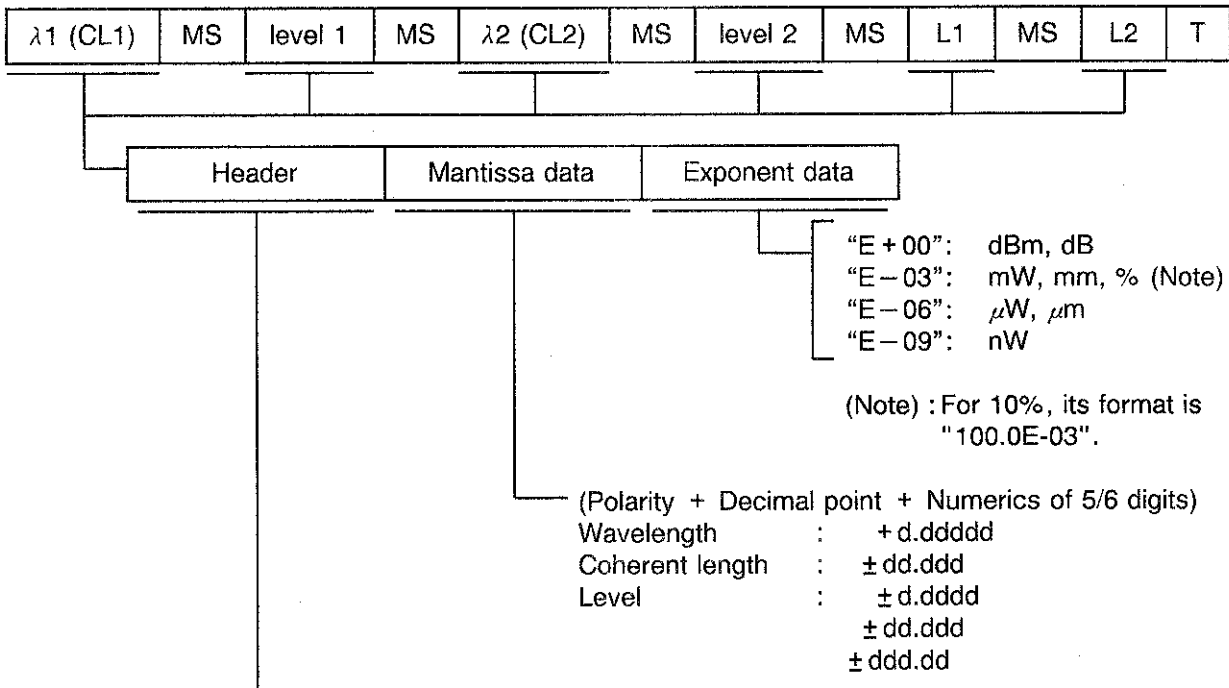 λ1 (CL1) MS level 1 MS λ2 (CL2) MS level 2 MS L1 MS L2 T
Header Mantissa data Exponent data
“E+00”: dBm, dB
“E−03”: mW, mm, % (Note)
“E−06”: μW, μm
“E−09”: nW
(Note) : For 10%, its format is
"100.0E-03".
(Polarity + Decimal point + Numerics of 5/6 digits)
Wavelength : +d.ddddd
Coherent length : ±dd.ddd
Level : ±d.dddd
±dd.ddd
±ddd.dd